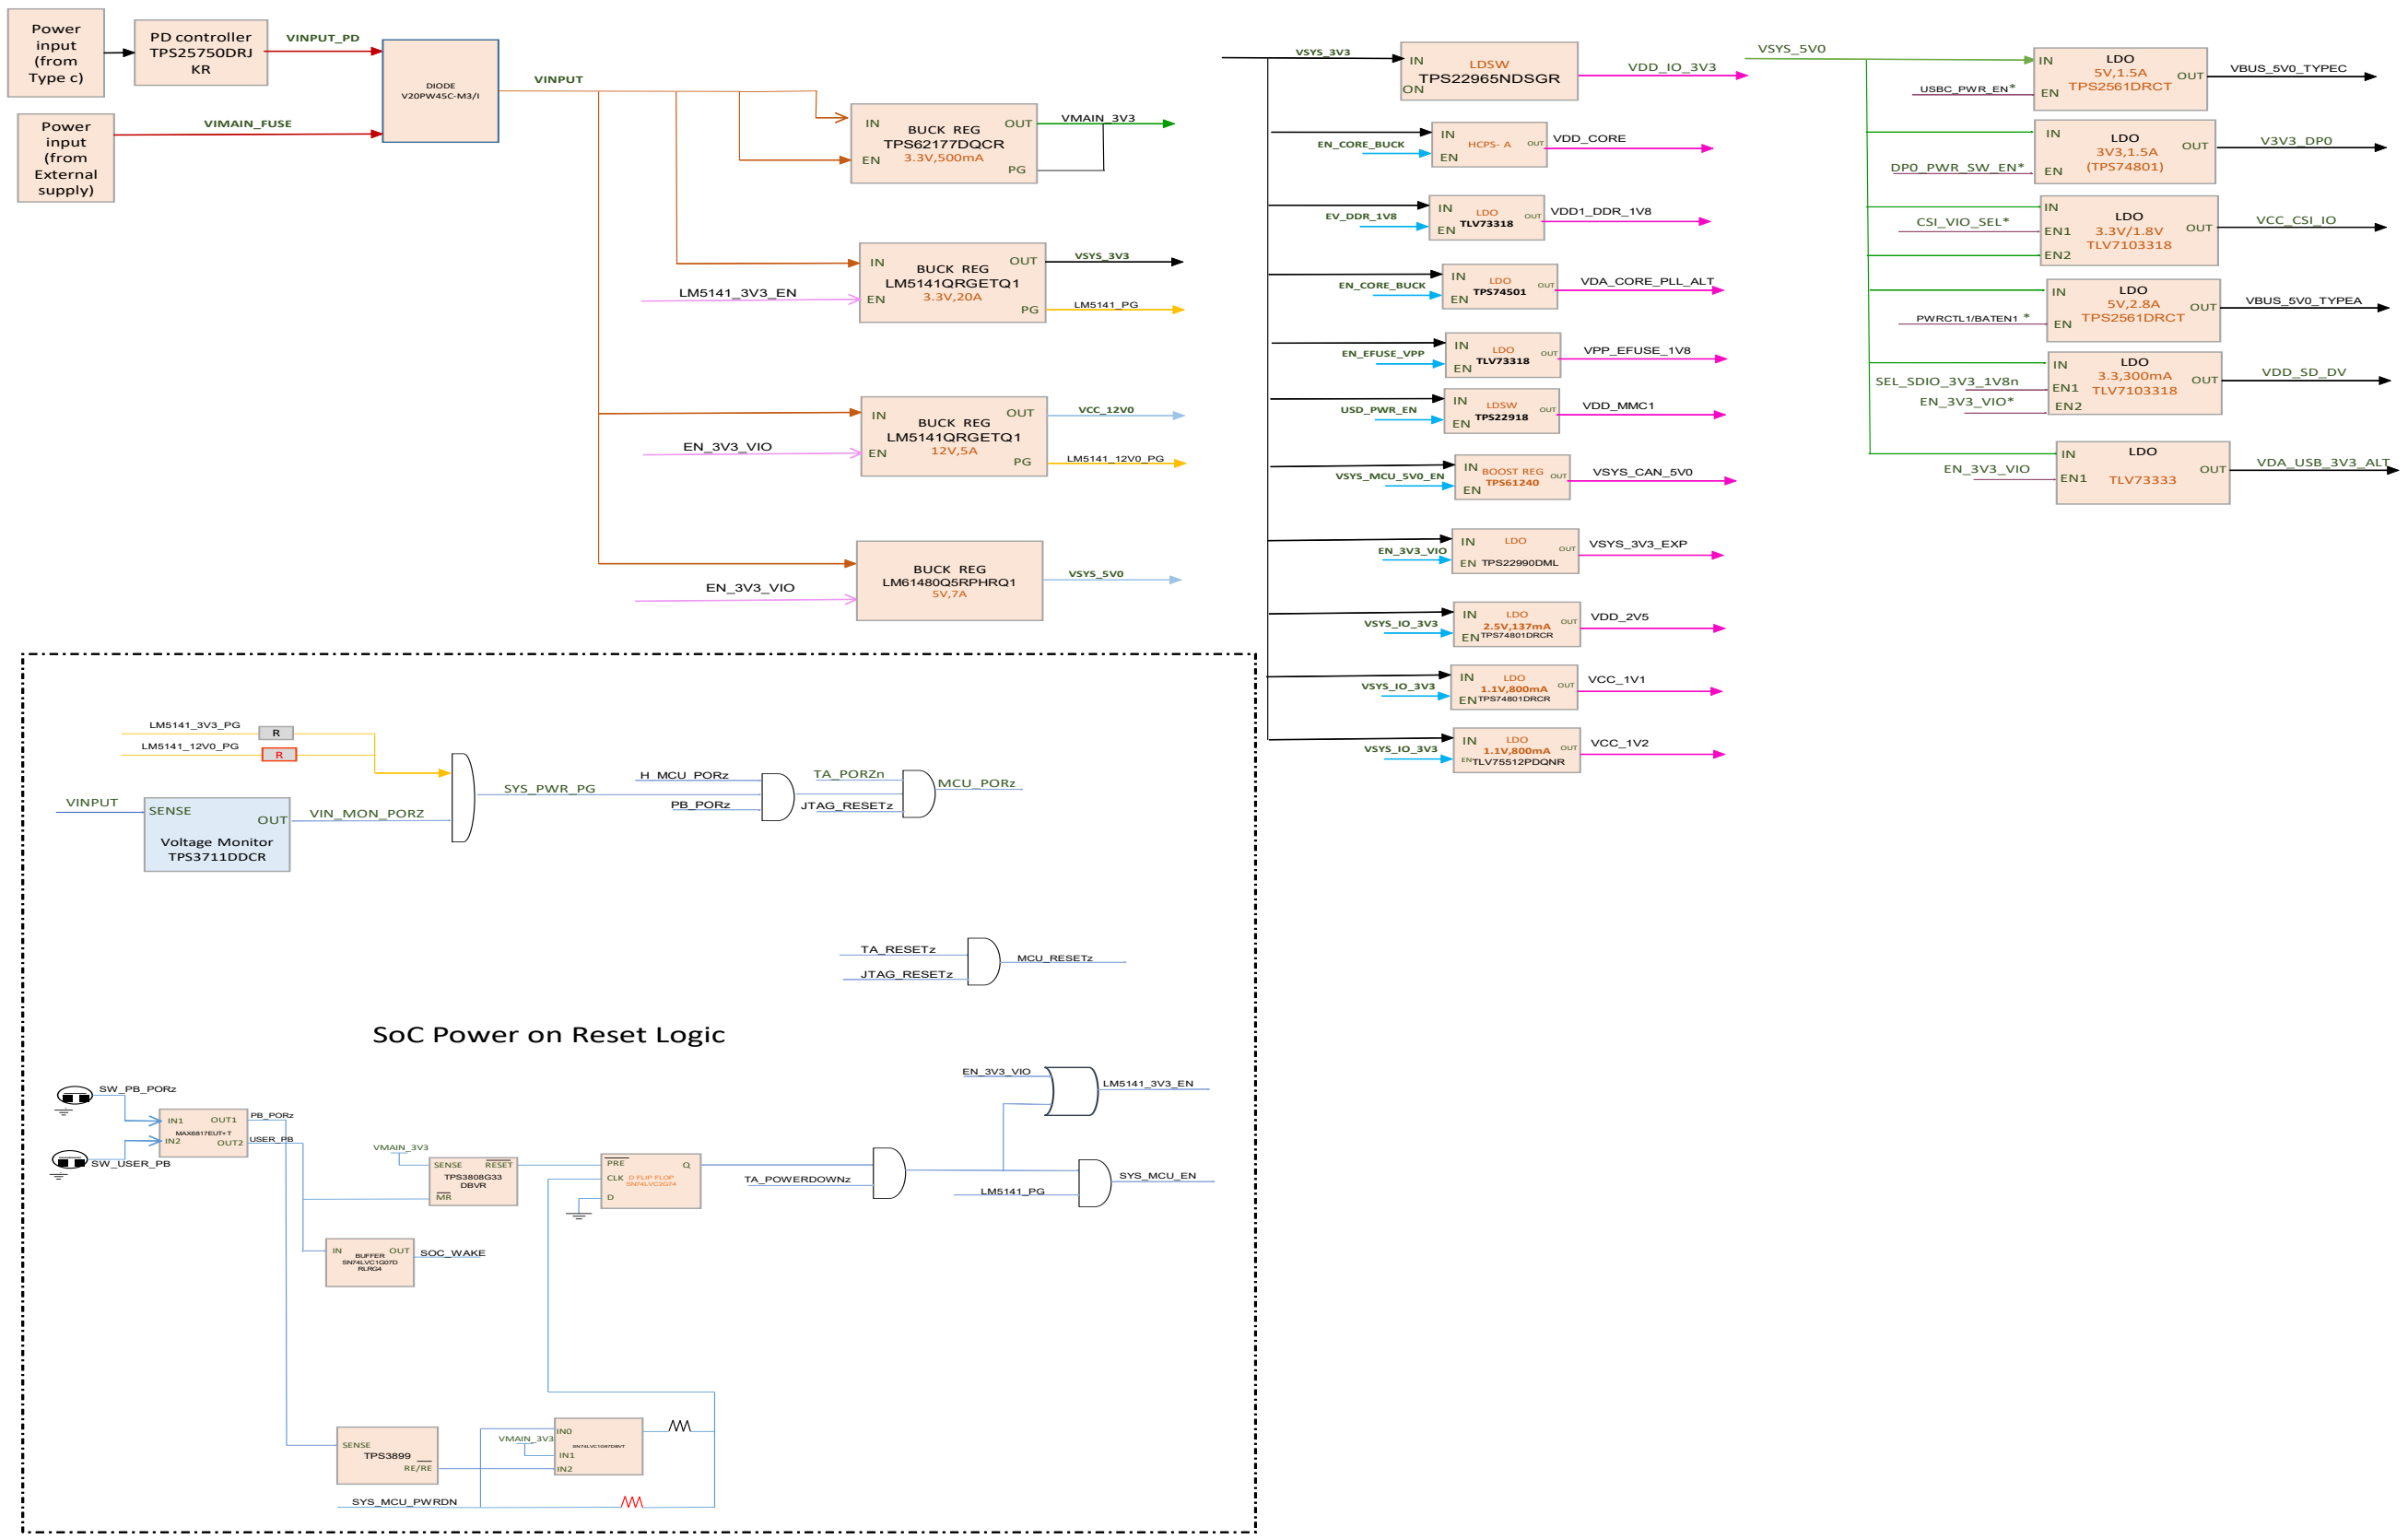 Power
input
(from
Type c)
PD controller
TPS25750DRJ
KR
VINPUT_PD
DIODE
V20PW45C-M3/I
Power
input
(from
External
supply)
VIMAIN_FUSE
VINPUT
IN
OUT
BUCK REG
TPS62177DQCR
3.3V,500mA
EN
PG
VMAIN_3V3
IN
OUT
BUCK REG
LM5141QRGETQ1
3.3V,20A
EN
PG
LM5141_3V3_EN
VSYS_3V3
LM5141_PG
IN
OUT
BUCK REG
LM5141QRGETQ1
12V,5A
EN
PG
EN_3V3_VIO
VCC_12V0
LM5141_12V0_PG
BUCK REG
LM61480Q5RPHRQ1
5V,7A
EN_3V3_VIO
VSYS_5V0
VSYS_3V3
IN
LDSW
TPS22965NDSGR
ON
VDD_IO_3V3
EN_CORE_BUCK
IN
HCPS- A
OUT
EN
VDD_CORE
EV_DDR_1V8
IN
LDO
OUT
TLV73318
EN
VDD1_DDR_1V8
EN_CORE_BUCK
IN
LDO
OUT
TPS74501
EN
VDA_CORE_PLL_ALT
EN_EFUSE_VPP
IN
LDO
OUT
TLV73318
EN
VPP_EFUSE_1V8
USD_PWR_EN
IN
LDSW
OUT
TPS22918
EN
VDD_MMC1
VSYS_MCU_5V0_EN
IN
BOOST REG
OUT
TPS61240
EN
VSYS_CAN_5V0
EN_3V3_VIO
IN
LDO
OUT
EN
TPS22990DML
VSYS_3V3_EXP
VSYS_IO_3V3
IN
LDO
OUT
2.5V,137mA
EN
TPS74801DRCR
VDD_2V5
VSYS_IO_3V3
IN
LDO
OUT
1.1V,800mA
EN
TPS74801DRCR
VCC_1V1
VSYS_IO_3V3
IN
LDO
OUT
1.1V,800mA
EN
TLV75512PDQNR
VCC_1V2
VSYS_5V0
IN
LDO
5V,1.5A
OUT
TPS2561DRCT
EN
USBC_PWR_EN*
VBUS_5V0_TYPEC
IN
LDO
3V3,1.5A
OUT
(TPS74801)
EN
DP0_PWR_SW_EN*
V3V3_DP0
IN
LDO
3.3V/1.8V
OUT
TLV7103318
EN1
EN2
CSI_VIO_SEL*
VCC_CSI_IO
IN
LDO
5V,2.8A
OUT
TPS2561DRCT
EN
PWRCTL1/BATEN1 *
VBUS_5V0_TYPEA
IN
LDO
3.3,300mA
OUT
TLV7103318
EN1
EN2
SEL_SDIO_3V3_1V8n
EN_3V3_VIO*
VDD_SD_DV
IN
LDO
OUT
TLV73333
EN1
EN_3V3_VIO
VDA_USB_3V3_ALT
LM5141_3V3_PG
R
LM5141_12V0_PG
R
VINPUT
SENSE
OUT
Voltage Monitor
TPS3711DDCR
VIN_MON_PORZ
SYS_PWR_PG
H_MCU_PORz
PB_PORz
TA_PORZn
JTAG_RESETz
MCU_PORz
TA_RESETz
JTAG_RESETz
MCU_RESETz
SoC Power on Reset Logic
SW_PB_PORz
SW_USER_PB
IN1
OUT1
MAX6817EUT+T
IN2
OUT2
PB_PORz
USER_PB
VMAIN_3V3
SENSE
RESET
TPS3808G33
DBVR
MR
PRE
Q
CLK
D FLIP FLOP
SN74LVC2G74
D
TA_POWERDOWNz
EN_3V3_VIO
LM5141_3V3_EN
LM5141_PG
SYS_MCU_EN
IN
OUT
BUFFER
SN74LVC1G07D
RLRG4
SOC_WAKE
SENSE
TPS3899
RE/RE
VMAIN_3V3
IN0
IN1
IN2
SN74LVC1G97DBVT
SYS_MCU_PWRDN